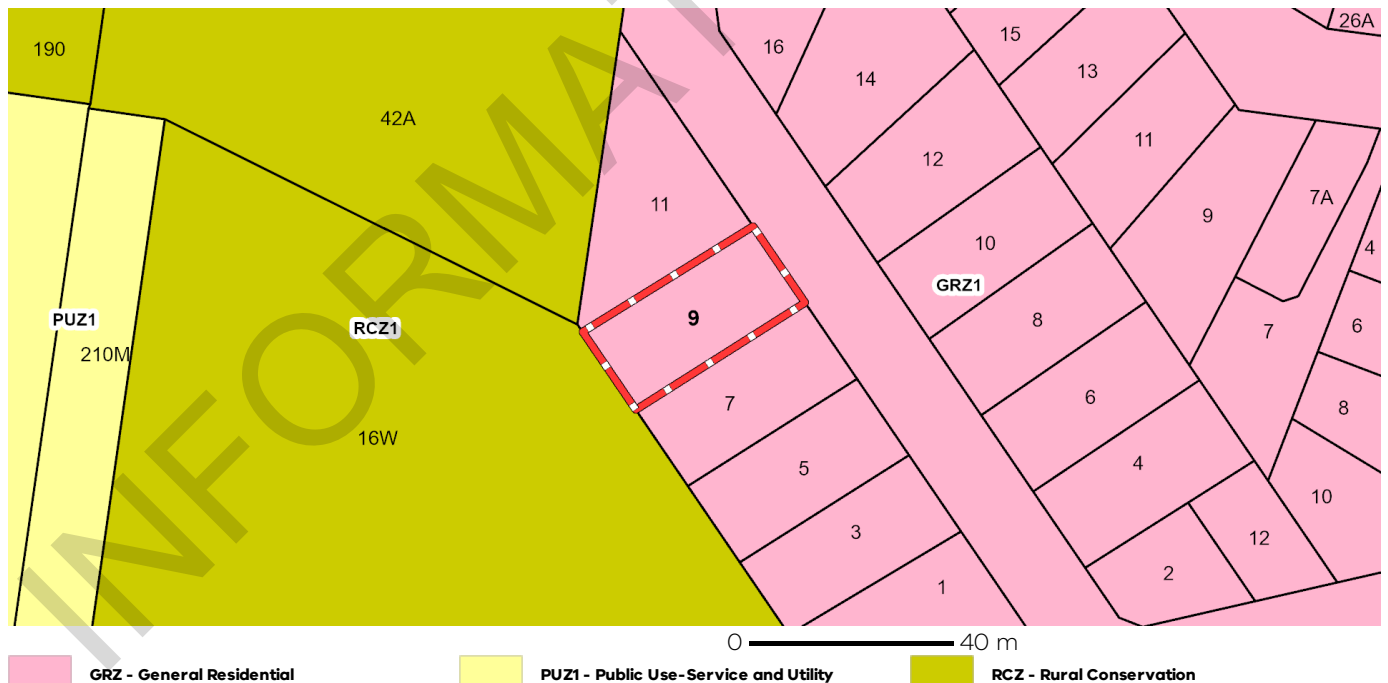 26A
15
16
190
13
14
42A
11
12
7A
11
9
10
4
GRZ1
9
PUZ1
8
RCZ1
6
7
210M
6
7
8
16W
4
5
10
3
12
2
1
INFORMAT
0 40 m
GRZ - General Residential
PUZ1 - Public Use-Service and Utility
RCZ - Rural Conservation